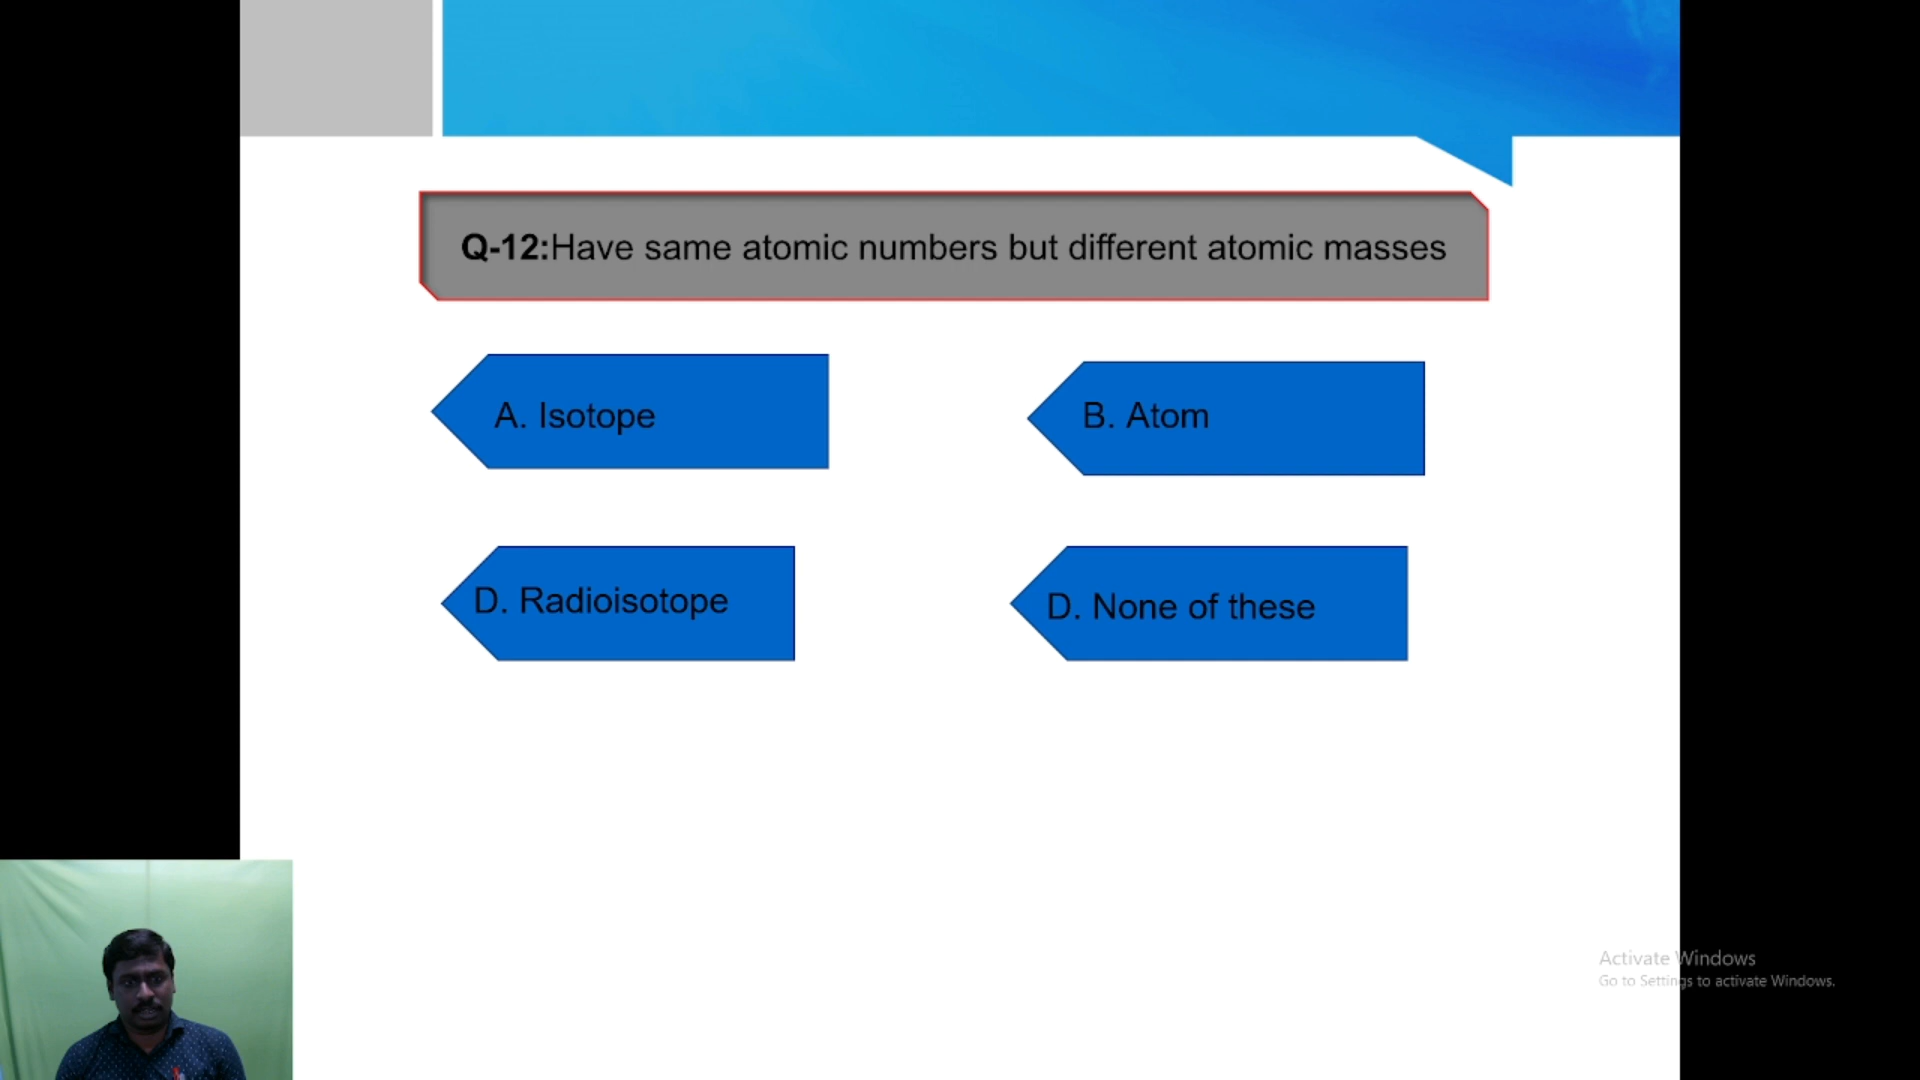 Q-12:Have same atomic numbers but different atomic masses
A. Isotope
B. Atom
D. Radioisotope
D. None of these
Activate Windows
Go to Settings to activate Windows.